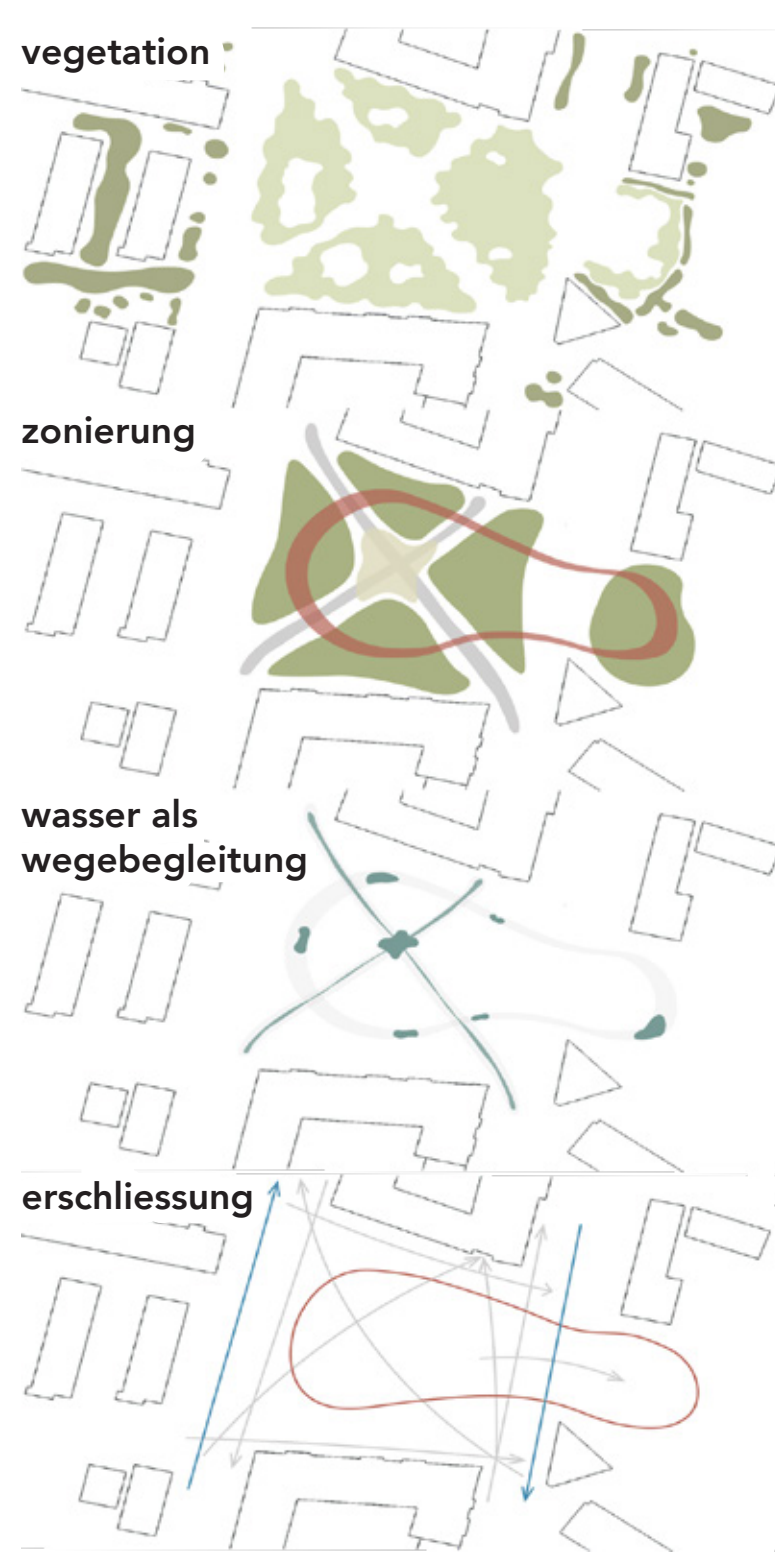 vegetation
zonierung
wasser als
wegebegleitung
erschliessung